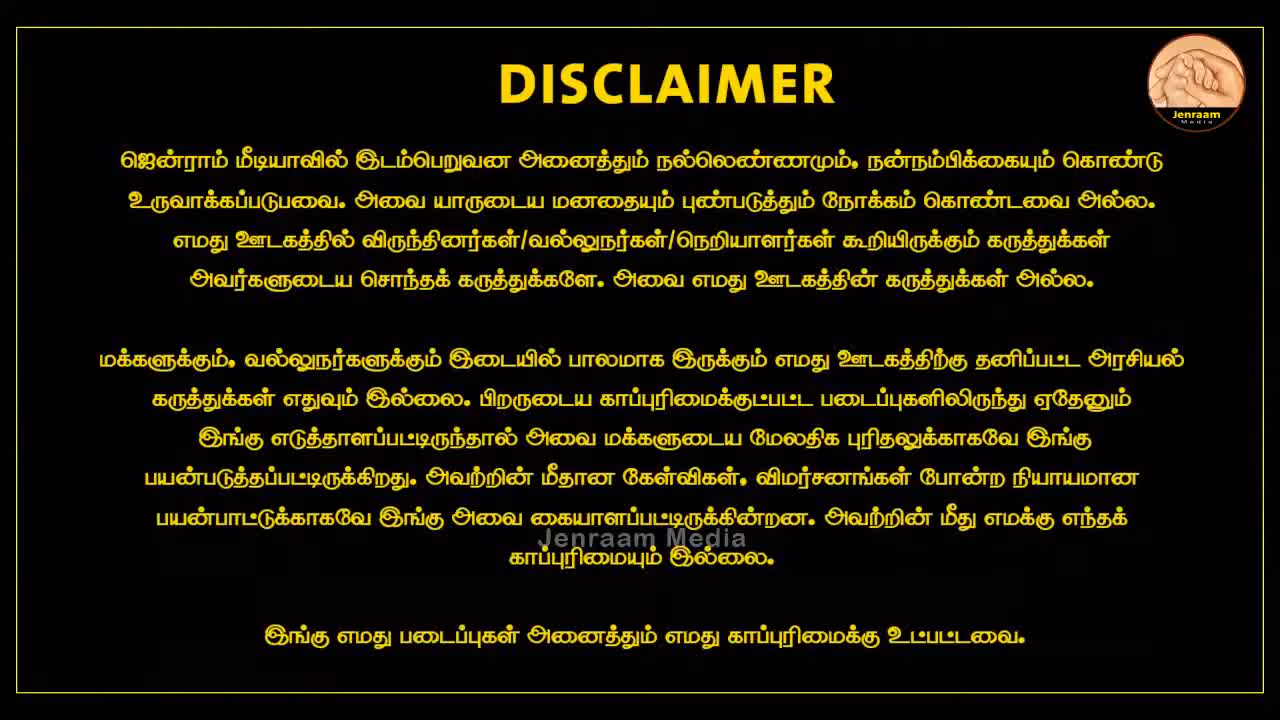 DISCLAIMER
Jenraam
Media
ஜென்ராம் மீடியாவில் இடம்பெறுவன அனைத்தும் நல்லெண்ணமும், நன்நம்பிக்கையும் கொண்டு
உருவாக்கப்படுபவை. அவை யாருடைய மனதையும் புண்படுத்தும் நோக்கம் கொண்டவை அல்ல.
எமது ஊடகத்தில் விருந்தினர்கள்/வல்லுநர்கள்/நெறியாளர்கள் கூறியிருக்கும் கருத்துக்கள்
அவர்களுடைய சொந்தக் கருத்துக்களே. அவை எமது ஊடகத்தின் கருத்துக்கள் அல்ல.
மக்களுக்கும், வல்லுநர்களுக்கும் இடையில் பாலமாக இருக்கும் எமது ஊடகத்திற்கு தனிப்பட்ட அரசியல்
கருத்துக்கள் எதுவும் இல்லை. பிறருடைய காப்புரிமைக்குட்பட்ட படைப்புகளிலிருந்து ஏதேனும்
இங்கு எடுத்தாளப்பட்டிருந்தால் அவை மக்களுடைய மேலதிக புரிதலுக்காகவே இங்கு
பயன்படுத்தப்பட்டிருக்கிறது. அவற்றின் மீதான கேள்விகள், விமர்சனங்கள் போன்ற நியாயமான
பயன்பாட்டுக்காகவே இங்கு அவை கையாளப்பட்டிருக்கின்றன. அவற்றின் மீது எமக்கு எந்தக்
Jenraam Media
காப்புரிமையும் இல்லை.
இங்கு எமது படைப்புகள் அனைத்தும் எமது காப்புரிமைக்கு உட்பட்டவை.